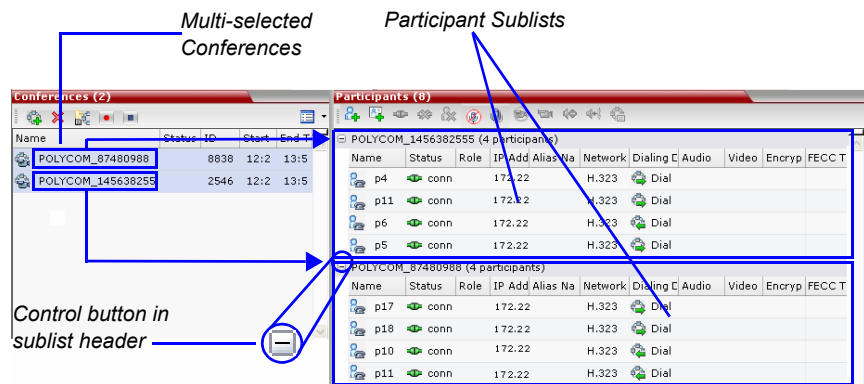 Multi-selected
Conferences
Participant Sublists
Conferences (2)
Participants (8)
Name Status ID Start End T
POLYCOM_87480988 8838 12:2 13:5
POLYCOM_145638255 2546 12:2 13:5
POLYCOM_1456382555 (4 participants)
Name Status Role IP Add Alias Na Network Dialing D Audio Video Encryp FECC T
p4 conn 172.22 H.323 Dial
p11 conn 172.22 H.323 Dial
p6 conn 172.22 H.323 Dial
p5 conn 172.22 H.323 Dial
POLYCOM_87480988 (4 participants)
Name Status Role IP Add Alias Na Network Dialing D Audio Video Encryp FECC T
p17 conn 172.22 H.323 Dial
p18 conn 172.22 H.323 Dial
p10 conn 172.22 H.323 Dial
p11 conn 172.22 H.323 Dial
Control button in
sublist header